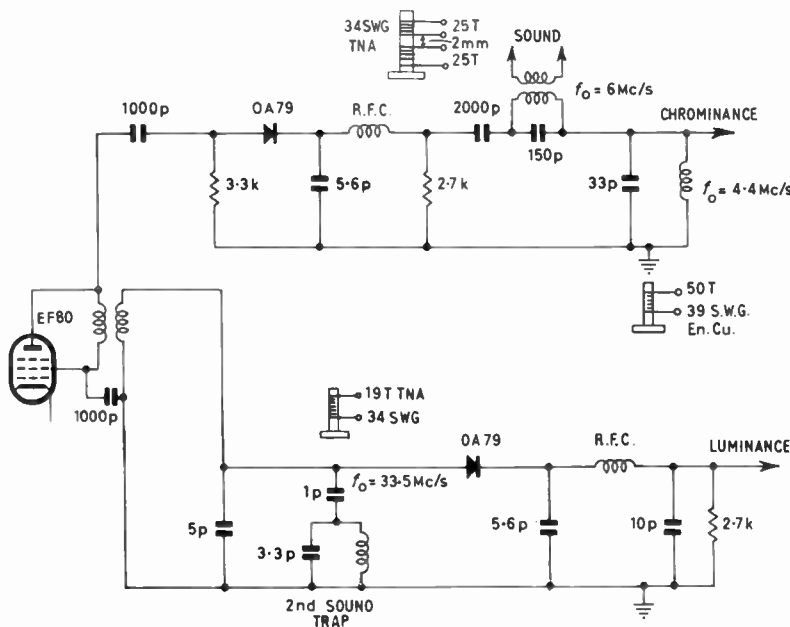 34SWG
TNA
25T
2mm
25T
SOUND
1000p
OA79
R.F.C.
2000p
fo = 6Mc/s
CHROMINANCE
150p
3.3k
5·6p
2·7k
33p
fo = 4·4Mc/s
EF80
50T
39 S.W.G.
En. Cu.
1000p
19T TNA
34 SWG
OA79
R.F.C.
LUMINANCE
fo = 33·5Mc/s
1p
5p
3·3p
5·6p
10p
2·7k
2nd SOUND
TRAP